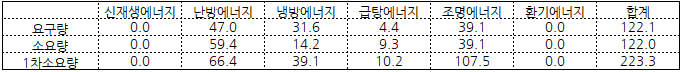 신재생에너지 난방에너지 냉방에너지 급탕에너지 조명에너지 환기에너지 합계
요구량 0.0 47.0 31.6 4.4 39.1 0.0 122.1
소요량 0.0 59.4 14.2 9.3 39.1 0.0 122.0
1차소요량 0.0 66.4 39.1 10.2 107.5 0.0 223.3